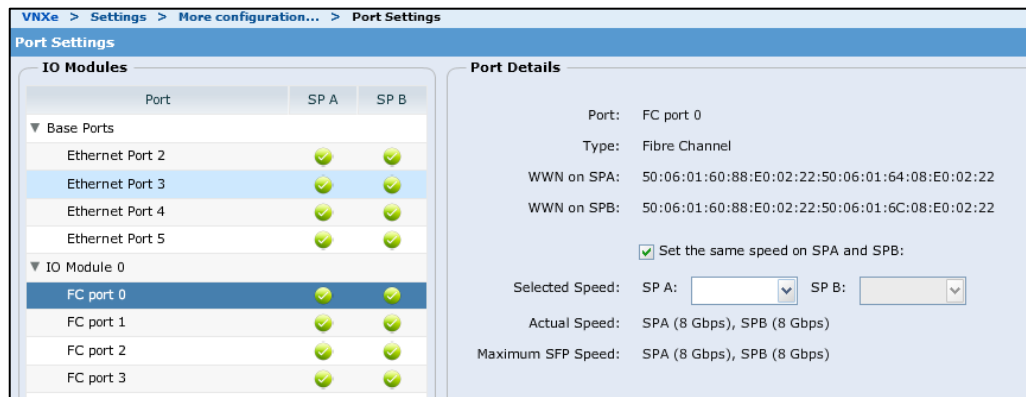 VNXe > Settings > More configuration... > Port Settings
Port Settings
IO Modules
Port SP A SP B
Base Ports
Ethernet Port 2
Ethernet Port 3
Ethernet Port 4
Ethernet Port 5
IO Module 0
FC port 0
FC port 1
FC port 2
FC port 3
Port Details
Port: FC port 0
Type: Fibre Channel
WWN on SPA: 50:06:01:60:88:E0:02:22:50:06:01:64:08:E0:02:22
WWN on SPB: 50:06:01:60:88:E0:02:22:50:06:01:6C:08:E0:02:22
Set the same speed on SPA and SPB:
Selected Speed: SP A: SP B:
Actual Speed: SPA (8 Gbps), SPB (8 Gbps)
Maximum SFP Speed: SPA (8 Gbps), SPB (8 Gbps)